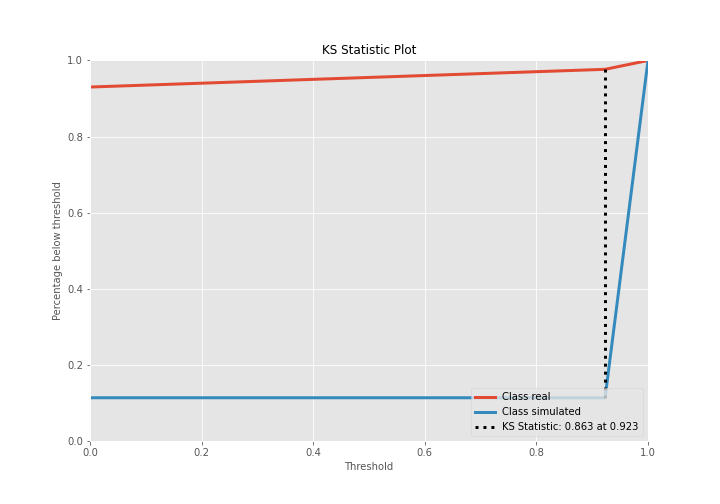 KS Statistic Plot
1.0
0.8
0.6
0.4
0.2
0.0
Percentage below threshold
0.0 0.2 0.4 0.6 0.8 1.0
Threshold
Class real
Class simulated
KS Statistic: 0.863 at 0.923